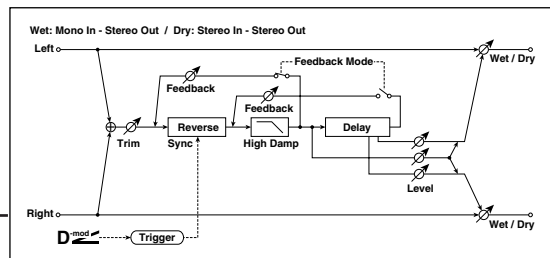 Wet: Mono In - Stereo Out / Dry: Stereo In - Stereo Out
Left
Wet / Dry
Feedback Mode
Feedback
Feedback
Trim
Reverse
Sync
High Damp
Delay
Level
Right
Wet / Dry
D-mod
Trigger